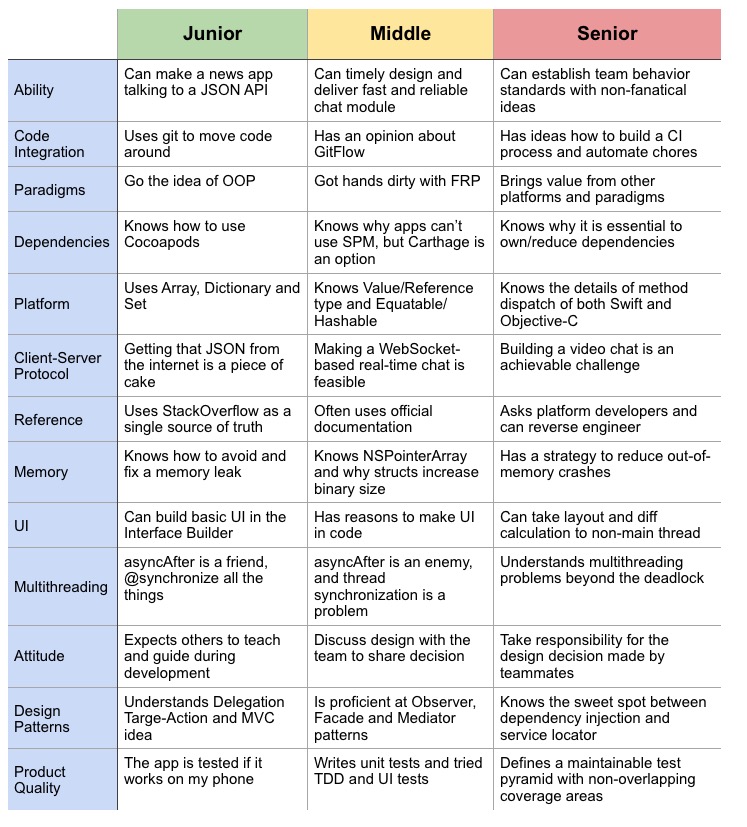 Junior
Middle
Senior
Ability
Can make a news app
talking to a JSON API
Can timely design and
deliver fast and reliable
chat module
Can establish team behavior
standards with non-fanatical
ideas
Code
Integration
Uses git to move code
around
Has an opinion about
GitFlow
Has ideas how to build a CI
process and automate chores
Paradigms
Go the idea of OOP
Got hands dirty with FRP
Brings value from other
platforms and paradigms
Dependencies
Knows how to use
Cocoapods
Knows why apps can’t
use SPM, but Carthage is
an option
Knows why it is essential to
own/reduce dependencies
Platform
Uses Array, Dictionary and
Set
Knows Value/Reference
type and Equatable/
Hashable
Knows the details of method
dispatch of both Swift and
Objective-C
Client-Server
Protocol
Getting that JSON from
the internet is a piece of
cake
Making a WebSocket-
based real-time chat is
feasible
Building a video chat is an
achievable challenge
Reference
Uses StackOverflow as a
single source of truth
Often uses official
documentation
Asks platform developers and
can reverse engineer
Memory
Knows how to avoid and
fix a memory leak
Knows NSPointerArray
and why structs increase
binary size
Has a strategy to reduce out-of-
memory crashes
UI
Can build basic UI in the
Interface Builder
Has reasons to make UI
in code
Can take layout and diff
calculation to non-main thread
Multithreading
asyncAfter is a friend,
@synchronize all the
things
asyncAfter is an enemy,
and thread
synchronization is a
problem
Understands multithreading
problems beyond the deadlock
Attitude
Expects others to teach
and guide during
development
Discuss design with the
team to share decision
Take responsibility for the
design decision made by
teammates
Design
Patterns
Understands Delegation
Targe-Action and MVC
idea
Is proficient at Observer,
Facade and Mediator
patterns
Knows the sweet spot between
dependency injection and
service locator
Product
Quality
The app is tested if it
works on my phone
Writes unit tests and tried
TDD and UI tests
Defines a maintainable test
pyramid with non-overlapping
coverage areas